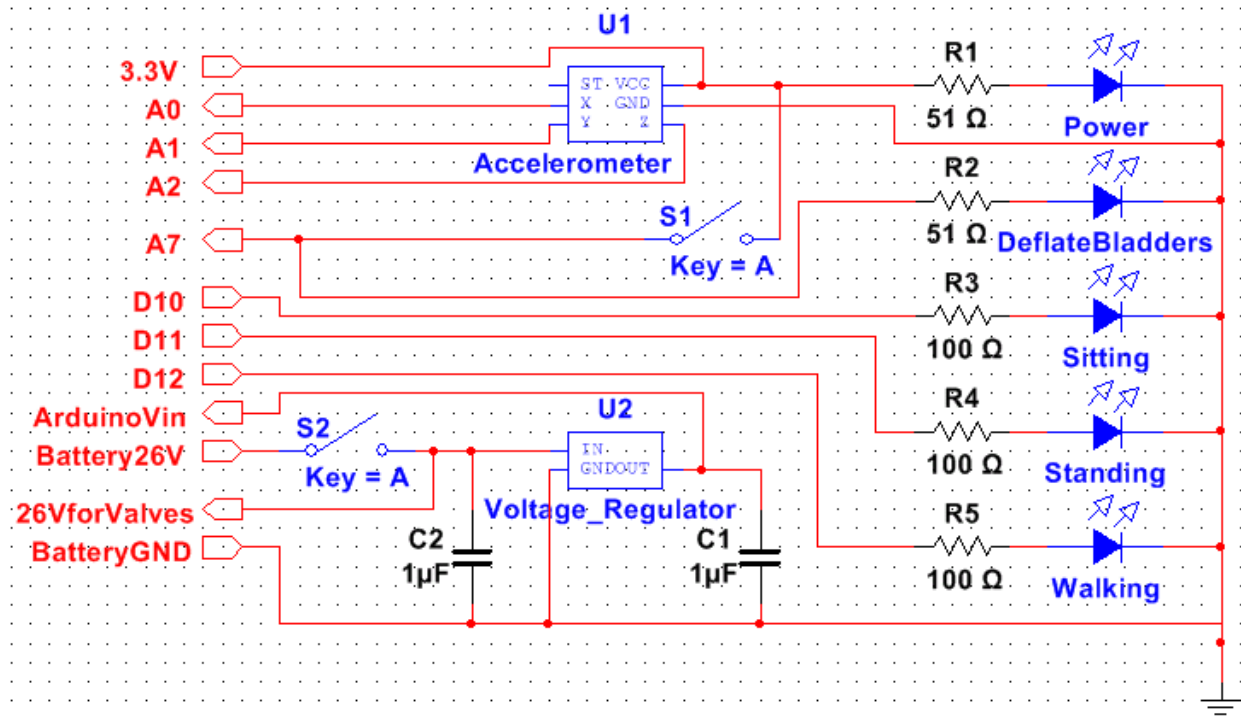 U1
3.3V
ST VCC
X GND
Y Z
Accelerometer
A0
A1
A2
A7
S1
Key = A
R1
51 Ω
Power
R2
51 Ω
DeflateBladders
D10
R3
100 Ω
Sitting
D11
R4
100 Ω
Standing
D12
R5
100 Ω
Walking
ArduinoVin
Battery26V
S2
Key = A
U2
IN
GNDOUT
Voltage_Regulator
26VforValves
BatteryGND
C2
1µF
C1
1µF